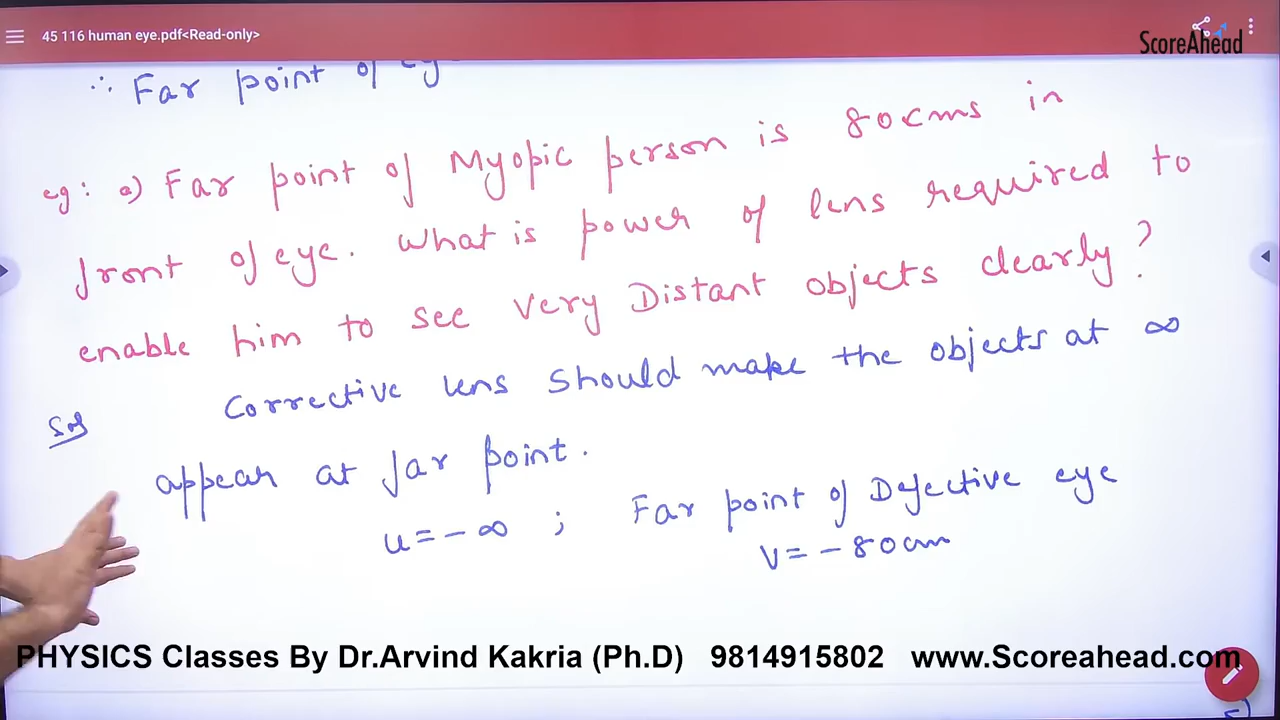 45 116 human eye.pdf<Read-only>
ScoreAhead
∴ Far point of
eg: a) Far point of Myopic person is 80cms in
front of eye. What is power of lens required to
enable him to see very Distant objects clearly?
Sol Corrective lens should make the objects at ∞
appear at far point.
u = - ∞ ; Far point of Defective eye
v = - 80cm
PHYSICS Classes By Dr.Arvind Kakria (Ph.D) 9814915802 www.Scoreahead.com